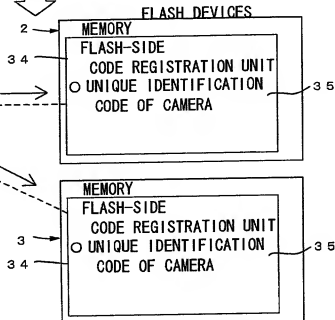 FLASH DEVICES
2
MEMORY
34
FLASH-SIDE
CODE REGISTRATION UNIT
○ UNIQUE IDENTIFICATION
35
CODE OF CAMERA
MEMORY
FLASH-SIDE
CODE REGISTRATION UNIT
3
○ UNIQUE IDENTIFICATION
35
34
CODE OF CAMERA